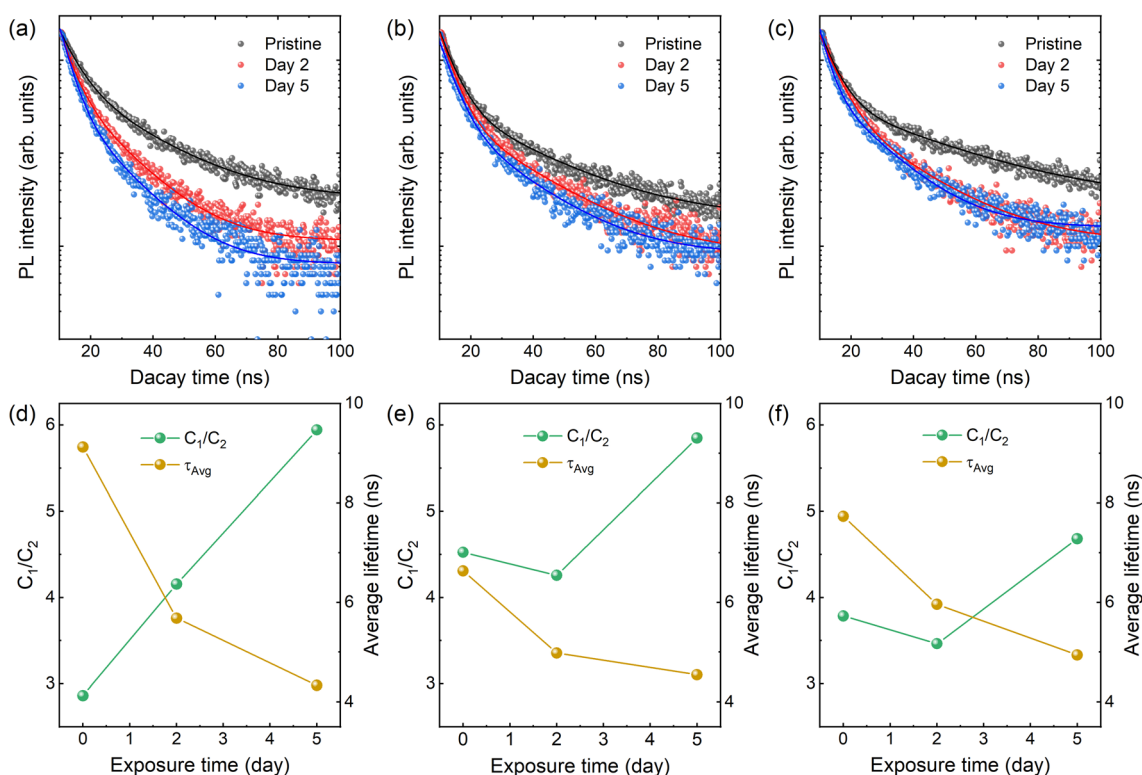 (a)
Pristine
Day 2
Day 5
PL intensity (arb. units)
20 40 60 80 100
Dacay time (ns)
(b)
Pristine
Day 2
Day 5
PL intensity (arb. units)
20 40 60 80 100
Dacay time (ns)
(c)
Pristine
Day 2
Day 5
PL intensity (arb. units)
20 40 60 80 100
Dacay time (ns)
(d)
C₁/C₂
τAvg
6
5
4
3
C₁/C₂
10
8
6
4
Average lifetime (ns)
0 1 2 2 3 4 5
Exposure time (day)
(e)
C₁/C₂
τAvg
6
5
4
3
C₁/C₂
10
8
6
4
Average lifetime (ns)
0 1 2 2 3 4 5
Exposure time (day)
(f)
C₁/C₂
τAvg
6
5
4
3
C₁/C₂
10
8
6
4
Average lifetime (ns)
0 1 2 2 3 4 5
Exposure time (day)